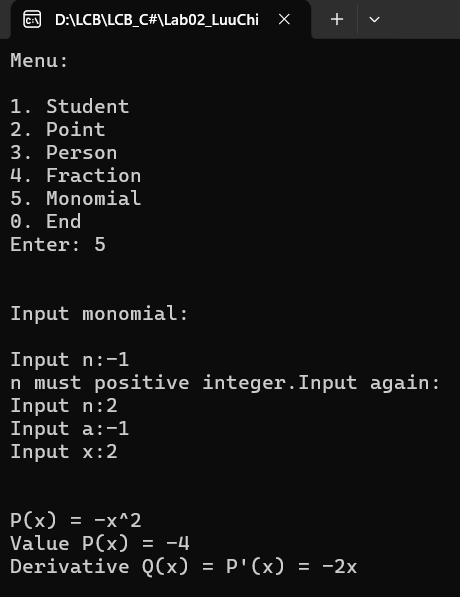 D:\LCB\LCB_C#\Lab02_LuuChi
Menu:
1. Student
2. Point
3. Person
4. Fraction
5. Monomial
0. End
Enter: 5
Input monomial:
Input n:-1
n must positive integer.Input again:
Input n:2
Input a:-1
Input x:2
P(x) = -x^2
Value P(x) = -4
Derivative Q(x) = P'(x) = -2x